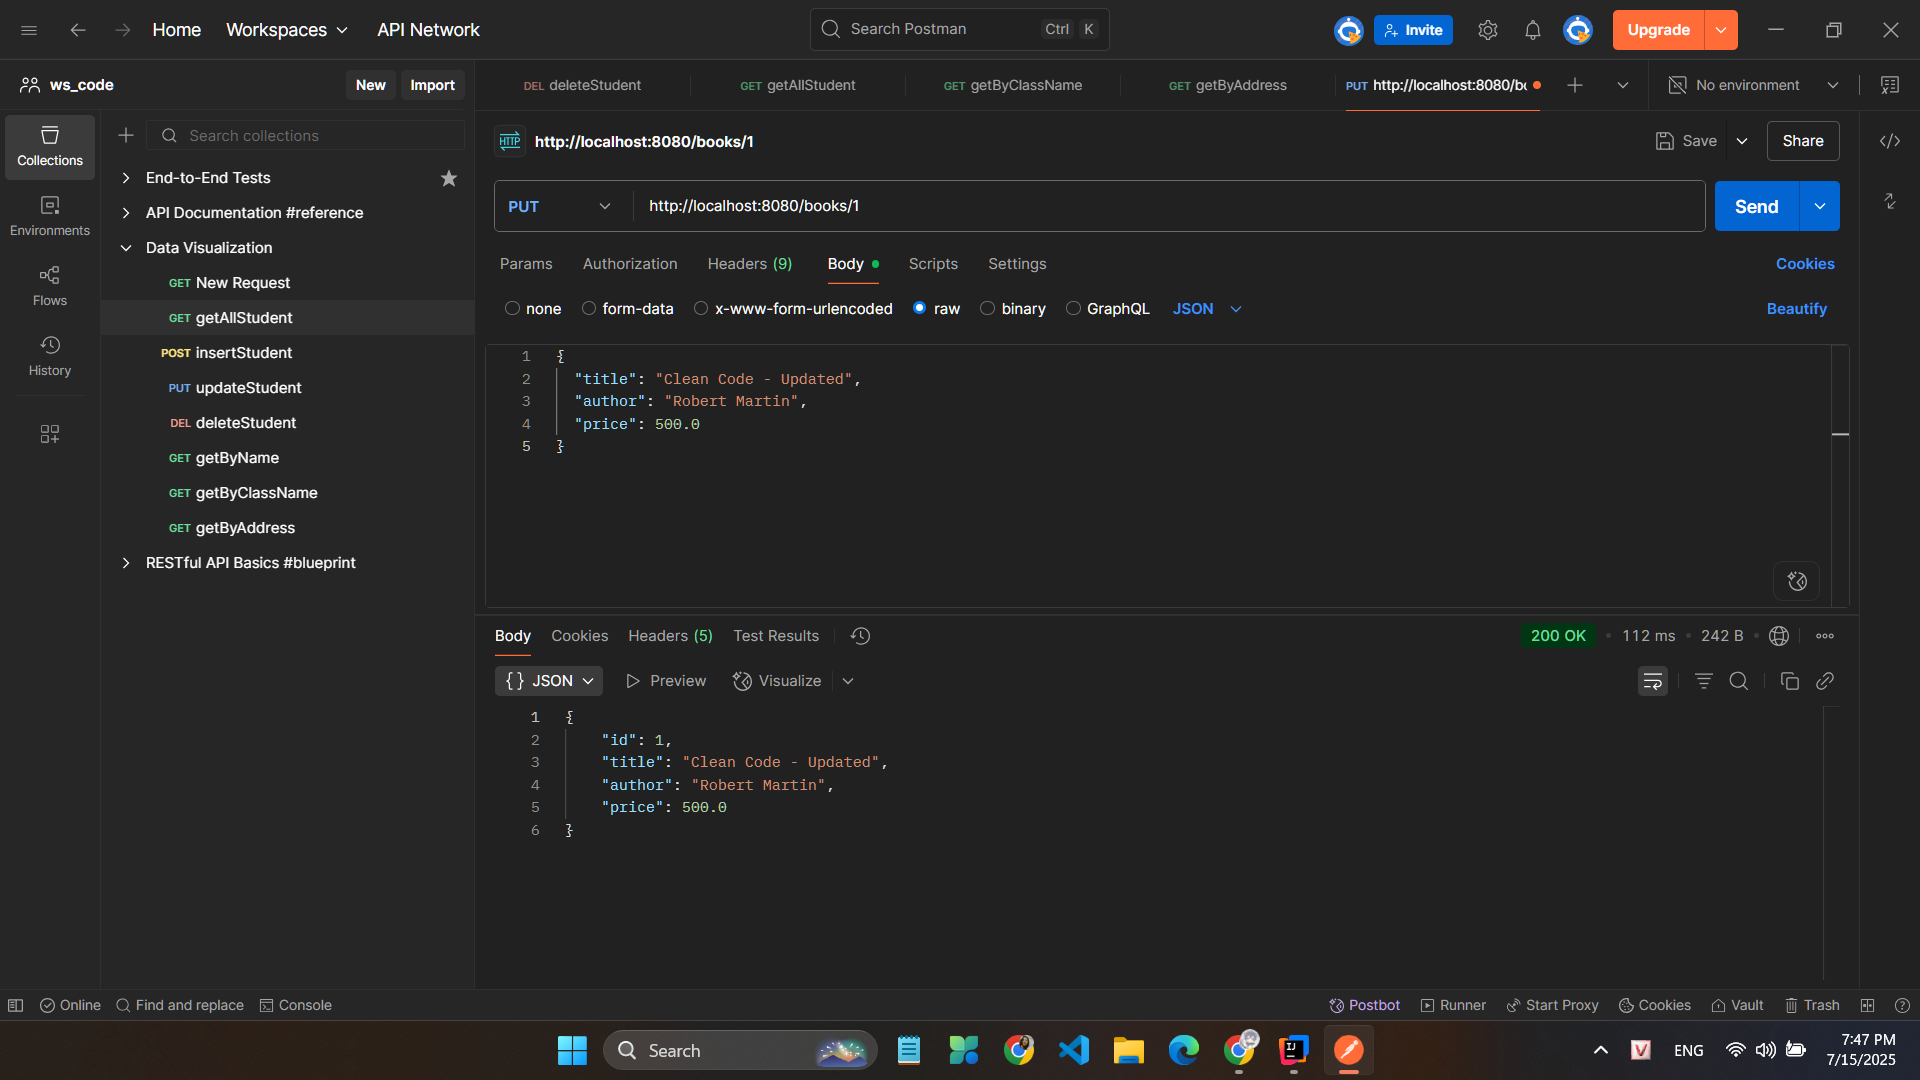 Home
Workspaces
API Network
Search Postman
Ctrl
K
Invite
Upgrade
ws_code
New
Import
DEL deleteStudent
GET getAllStudent
GET getByClassName
GET getByAddress
PUT http://localhost:8080/bo
No environment
Collections
Environments
Flows
History
Search collections
End-to-End Tests
API Documentation #reference
Data Visualization
GET New Request
GET getAllStudent
POST insertStudent
PUT updateStudent
DEL deleteStudent
GET getByName
GET getByClassName
GET getByAddress
RESTful API Basics #blueprint
HTTP
http://localhost:8080/books/1
Save
Share
PUT
http://localhost:8080/books/1
Send
Params
Authorization
Headers (9)
Body
Scripts
Settings
Cookies
none
form-data
x-www-form-urlencoded
raw
binary
GraphQL
JSON
Beautify
1 {
2 "title": "Clean Code - Updated",
3 "author": "Robert Martin",
4 "price": 500.0
5 }
Body
Cookies
Headers (5)
Test Results
200 OK
112 ms
242 B
{} JSON
Preview
Visualize
1 {
2 "id": 1,
3 "title": "Clean Code - Updated",
4 "author": "Robert Martin",
5 "price": 500.0
6 }
Online
Find and replace
Console
Postbot
Runner
Start Proxy
Cookies
Vault
Trash
Search
IJ
V
ENG
7:47 PM
7/15/2025